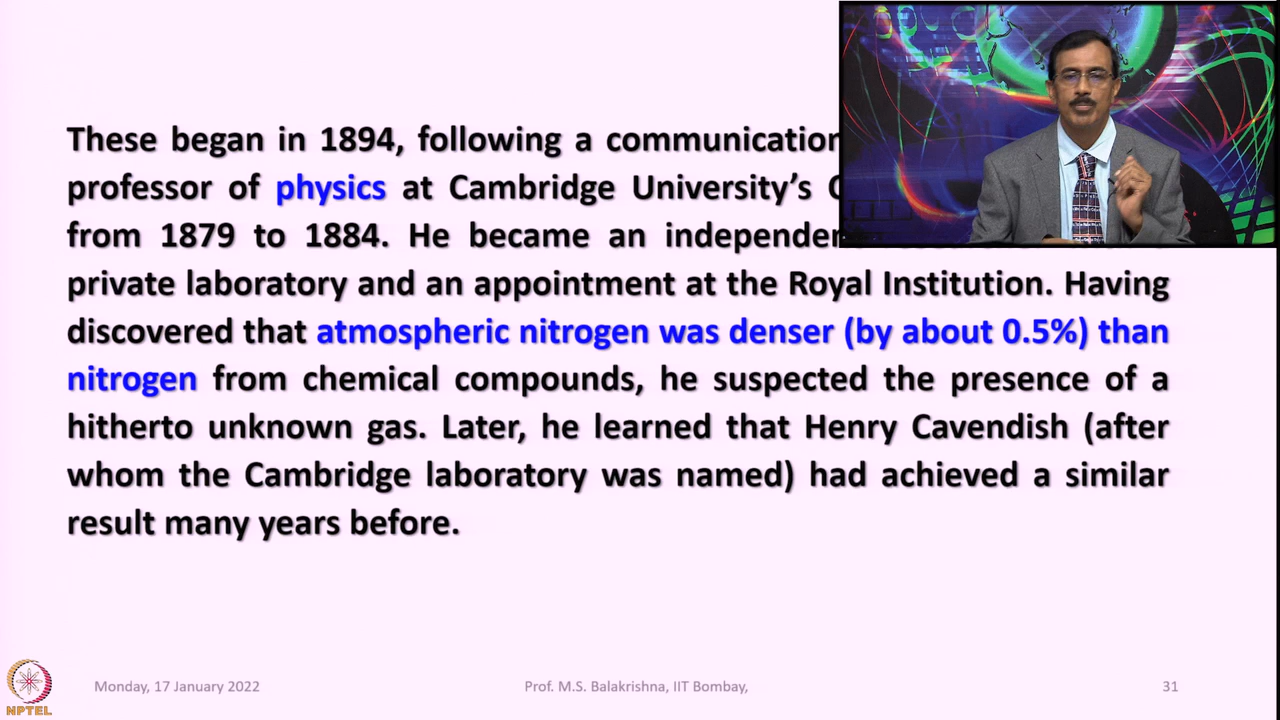 These began in 1894, following a communication
professor of physics at Cambridge University's
from 1879 to 1884. He became an
private laboratory and an appointment at the Royal Institution. Having
discovered that atmospheric nitrogen was denser (by about 0.5%) than
nitrogen from chemical compounds, he suspected the presence of a
hitherto unknown gas. Later, he learned that Henry Cavendish (after
whom the Cambridge laboratory was named) had achieved a similar
result many years before.
NPTEL
Monday, 17 January 2022
Prof. M.S. Balakrishna, IIT Bombay,
31